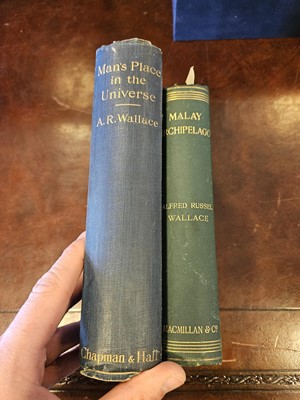 Man's Place
in the
Universe
A.R. Wallace
Chapman & Hall
MALAY
ARCHIPELAGO
ALFRED RUSSEL
WALLACE
MACMILLAN & Co